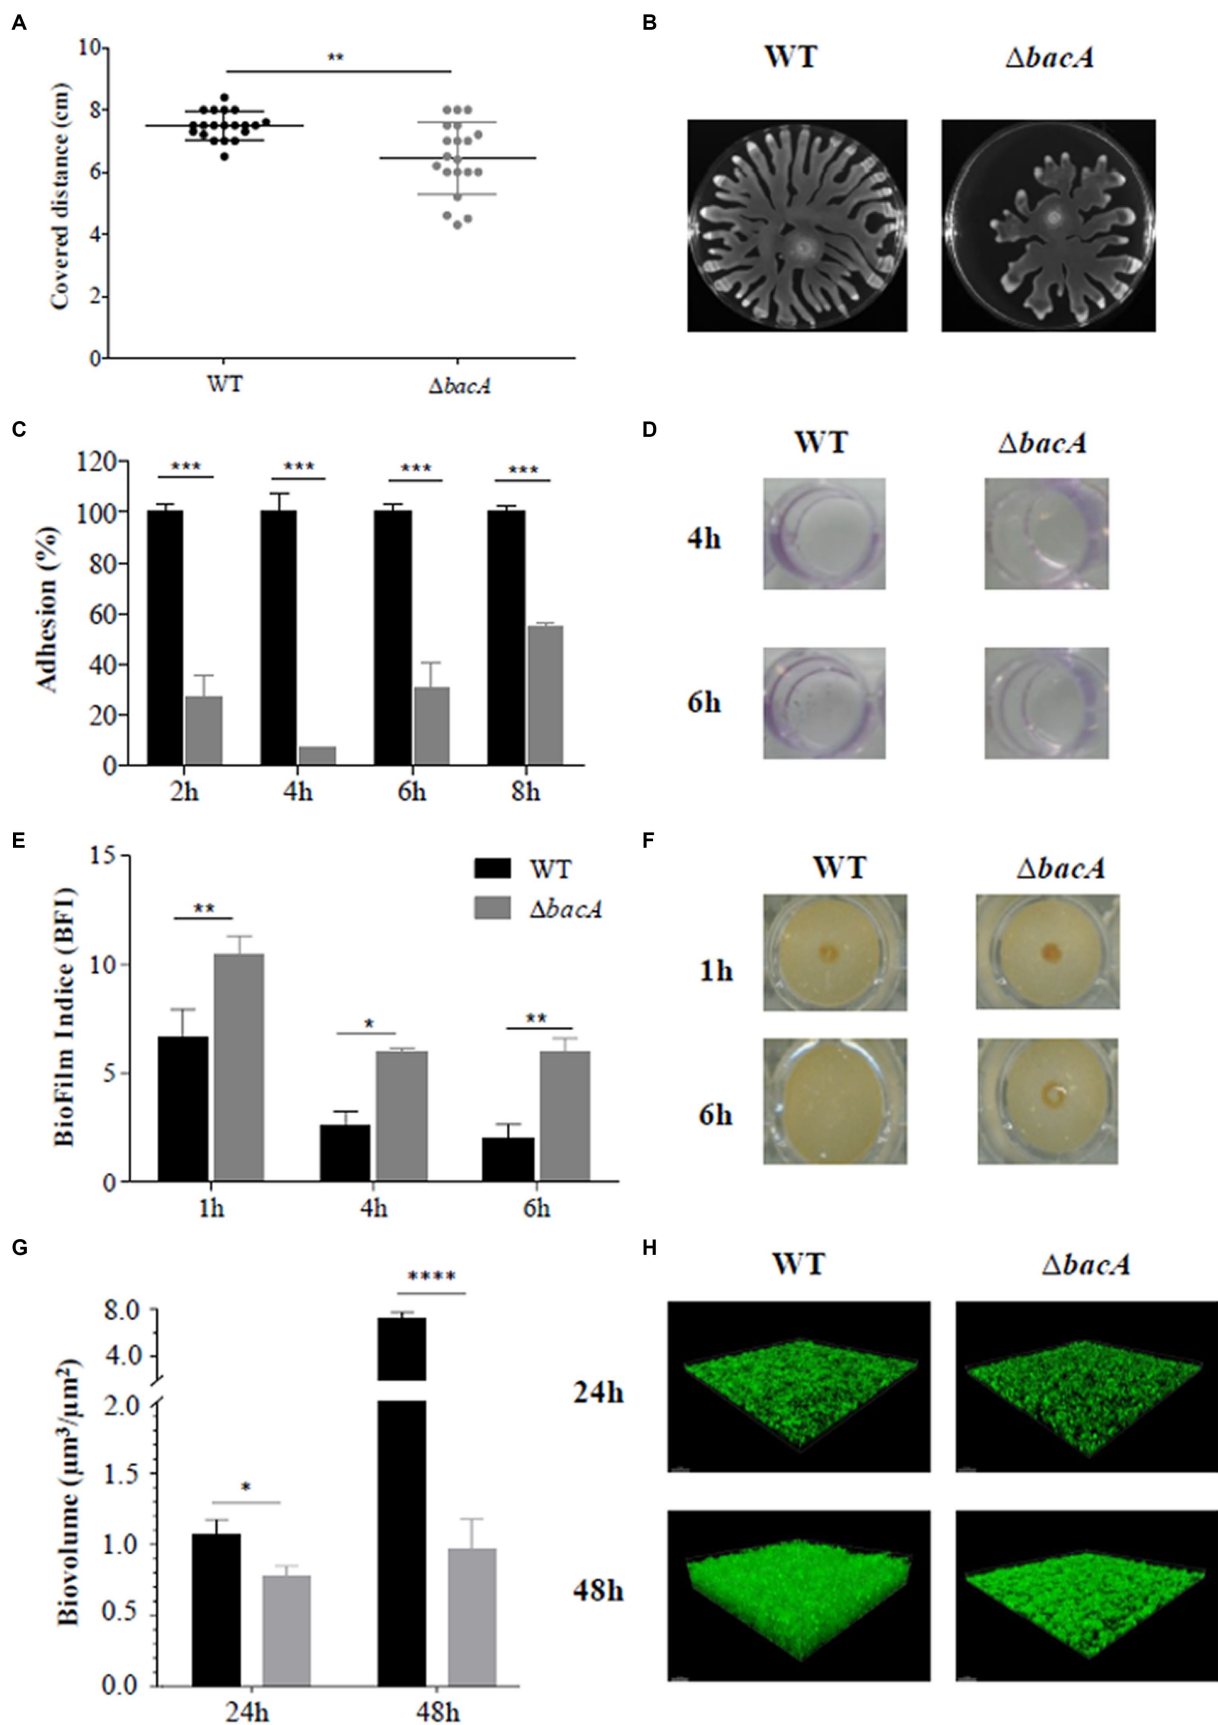 A
**
Covered distance (cm)
10
8
6
4
2
0
WT
ΔbacA
B
WT
ΔbacA
C
Adhesion (%)
120
100
80
60
40
20
0
***
***
***
***
2h
4h
6h
8h
D
WT
ΔbacA
4h
6h
E
BioFilm Indice (BFI)
15
10
5
0
**
*
**
WT
ΔbacA
1h
4h
6h
F
WT
ΔbacA
1h
6h
G
Biovolume (µm³/µm²)
8.0
4.0
2.0
1.5
1.0
0.5
0.0
*
****
24h
48h
H
WT
ΔbacA
24h
48h